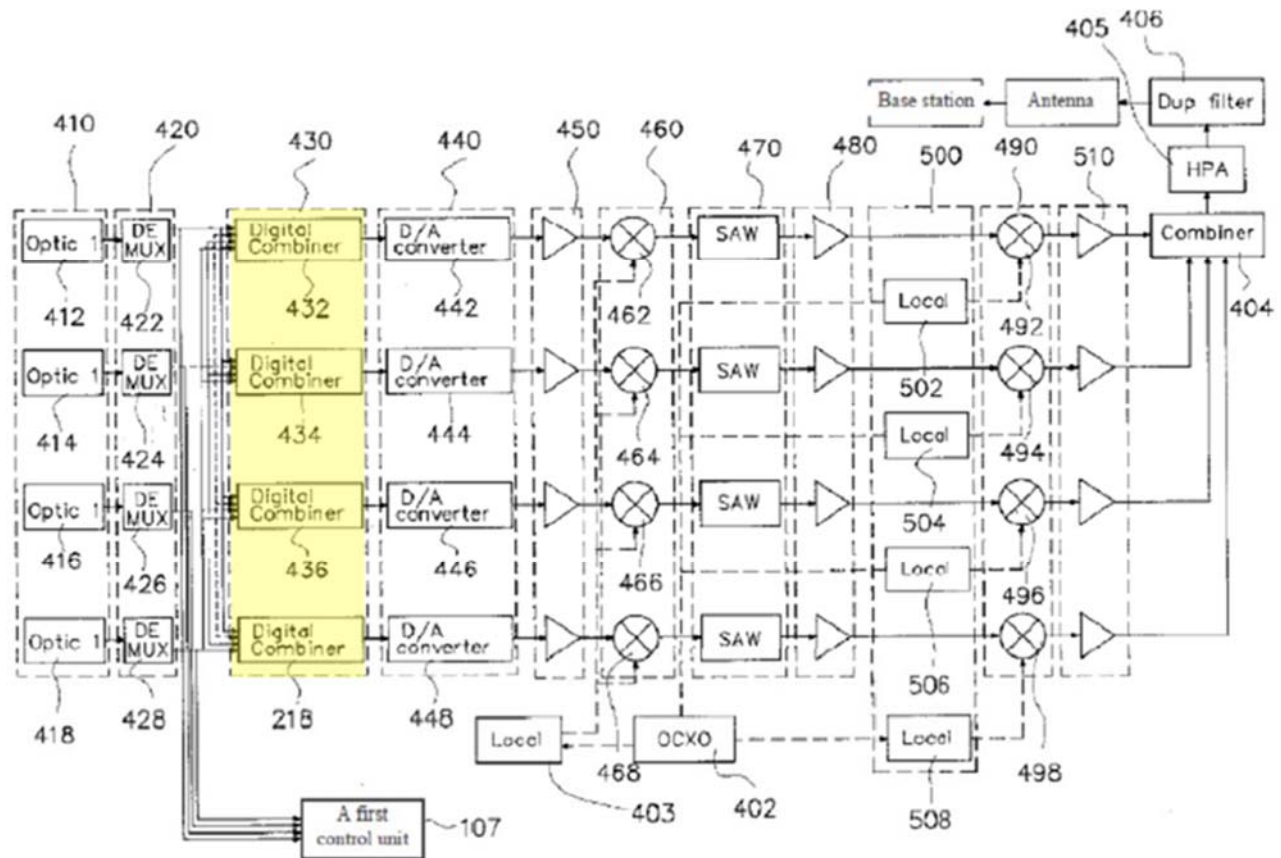 405
406
Base station
Antenna
Dup filter
410
420
430
440
450
460
470
480
500
490
510
HPA
Optic 1
DE
MUX
Digital
Combiner
D/A
converter
SAW
Combiner
412
422
432
442
462
Local
492
404
Optic 1
DE
MUX
Digital
Combiner
D/A
converter
SAW
502
414
424
434
444
464
Local
494
Optic 1
DE
MUX
Digital
Combiner
D/A
converter
SAW
504
416
426
436
446
466
Local
496
Optic 1
DE
MUX
Digital
Combiner
D/A
converter
SAW
506
418
428
218
448
Local
468
OCXO
Local
498
403
402
508
A first
control unit
107